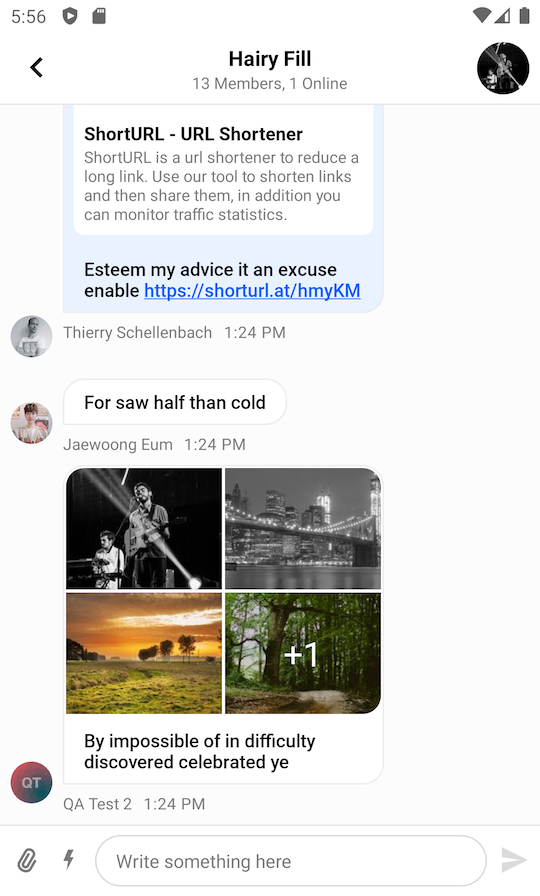 5:56
Hairy Fill
13 Members, 1 Online
ShortURL - URL Shortener
ShortURL is a url shortener to reduce a
long link. Use our tool to shorten links
and then share them, in addition you
can monitor traffic statistics.
Esteem my advice it an excuse
enable https://shorturl.at/hmyKM
Thierry Schellenbach 1:24 PM
For saw half than cold
Jaewoong Eum 1:24 PM
+1
By impossible of in difficulty
discovered celebrated ye
QT
QA Test 2 1:24 PM
Write something here